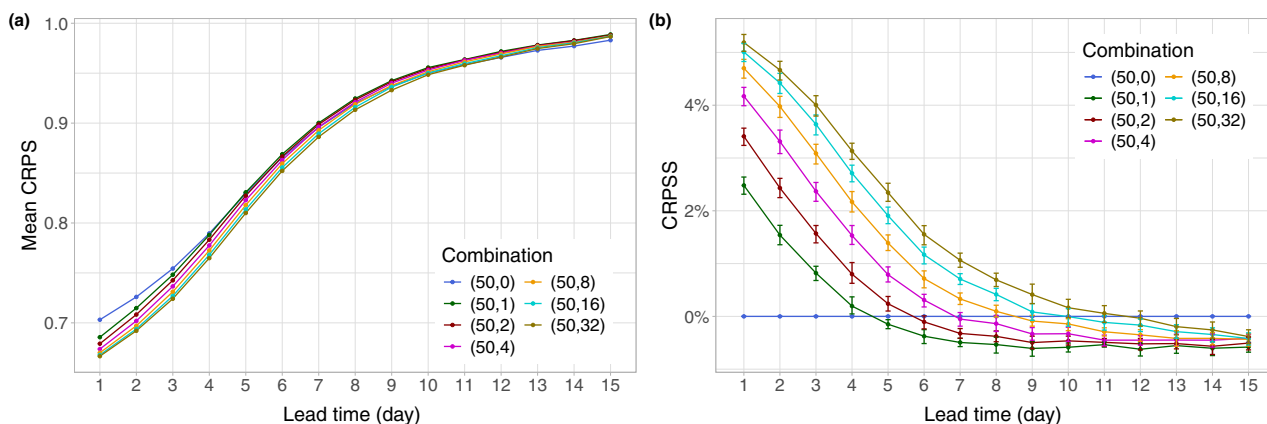 (a)
1.0
0.9
0.8
0.7
Mean CRPS
Combination
(50,0) (50,8)
(50,1) (50,16)
(50,2) (50,32)
(50,4)
1 2 3 4 5 6 7 8 9 10 11 12 13 14 15
Lead time (day)
(b)
4%
2%
0%
CRPSS
Combination
(50,0) (50,8)
(50,1) (50,16)
(50,2) (50,32)
(50,4)
1 2 3 4 5 6 7 8 9 10 11 12 13 14 15
Lead time (day)